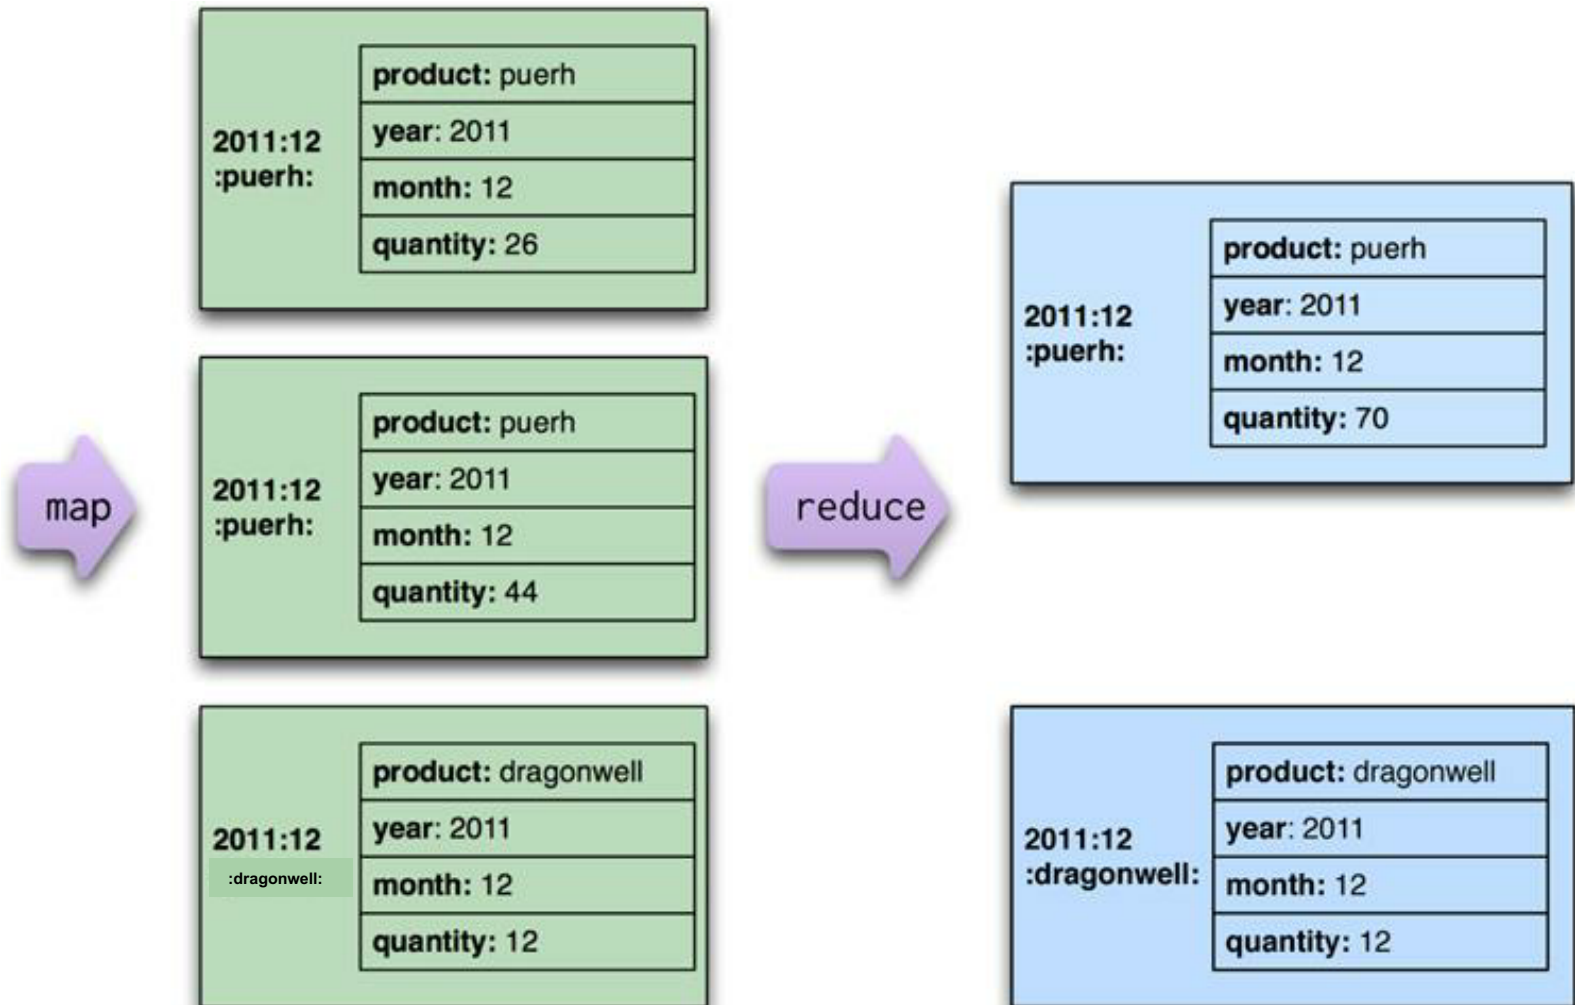 map
2011:12
:puerh:
product: puerh
year: 2011
month: 12
quantity: 26
2011:12
:puerh:
product: puerh
year: 2011
month: 12
quantity: 44
2011:12
:dragonwell:
product: dragonwell
year: 2011
month: 12
quantity: 12
reduce
2011:12
:puerh:
product: puerh
year: 2011
month: 12
quantity: 70
2011:12
:dragonwell:
product: dragonwell
year: 2011
month: 12
quantity: 12